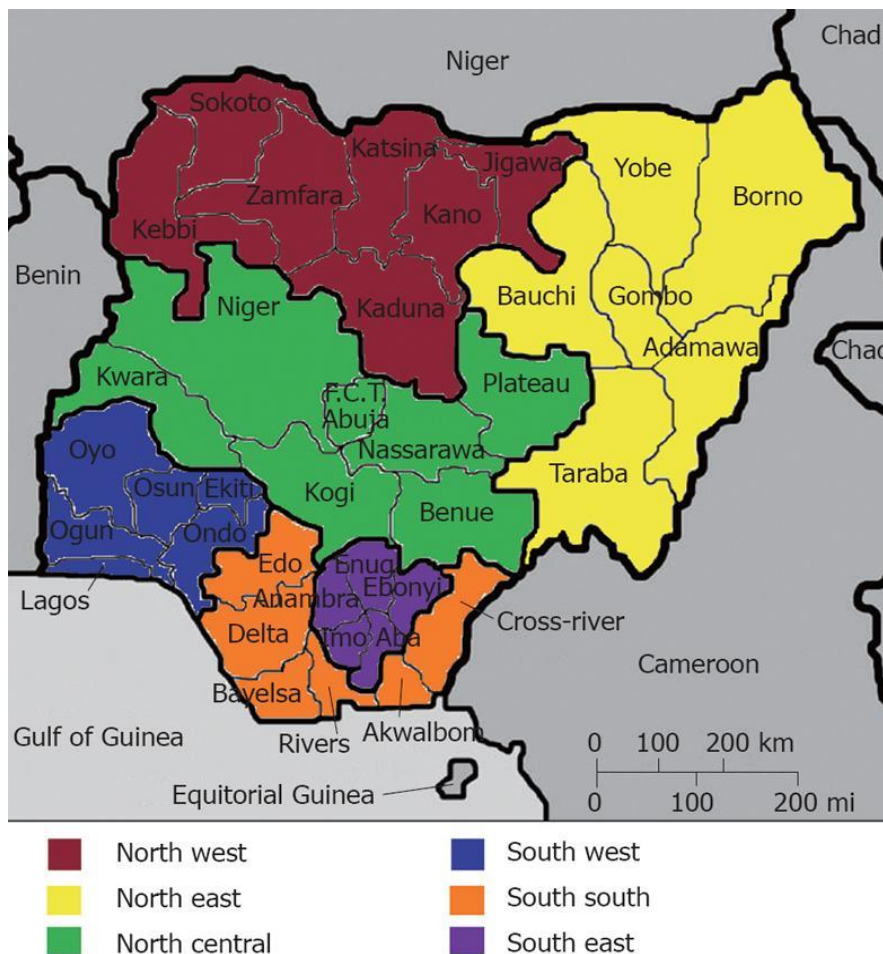 Chad
Niger
Sokoto
Katsina
Jigawa
Yobe
Zamfara
Kano
Borno
Kebbi
Benin
Bauchi
Gombo
Niger
Kaduna
Adamawa
Chad
Kwara
Plateau
F.C.T.
Abuja
Oyo
Nassarawa
Taraba
Osun
Ekiti
Kogi
Benue
Ogun
Ondo
Edo
Enug
Ebonyi
Lagos
Anambra
Cross-river
Delta
Imo
Aba
Cameroon
Bayelsa
Gulf of Guinea
Rivers
Akwalbom
0 100 200 km
Equitorial Guinea
0 100 200 mi
North west
South west
North east
South south
North central
South east